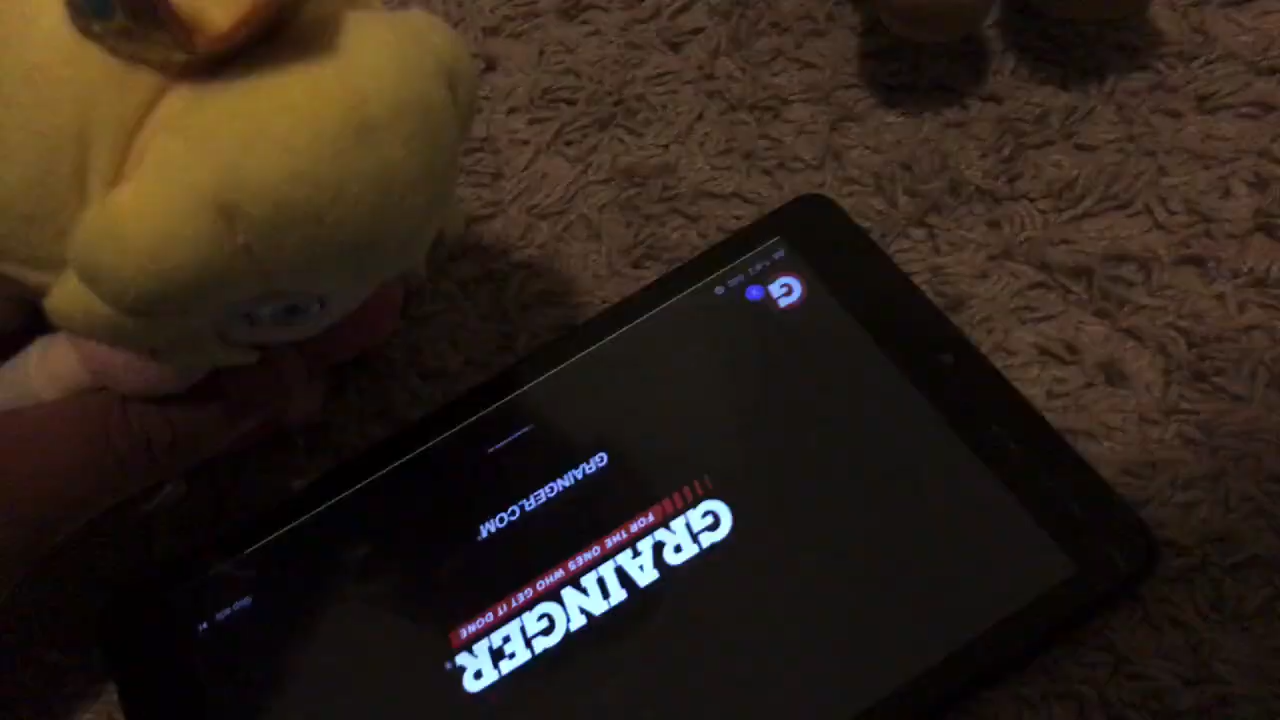 GRAINGER®
FOR THE ONES WHO GET IT DONE
GRAINGER.COM®
G